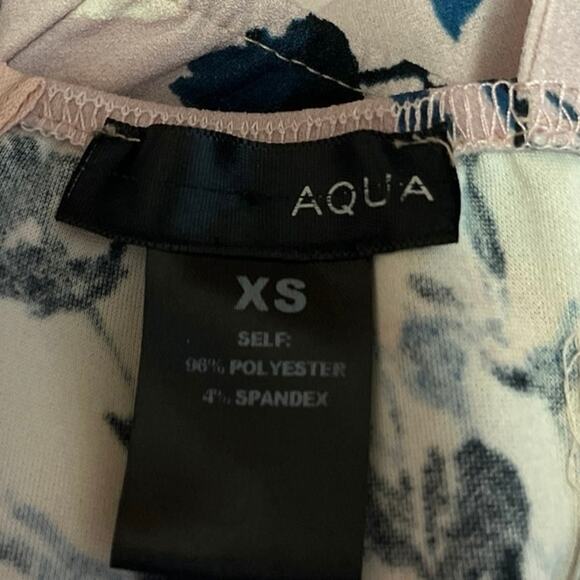 AQUA
XS
SELF:
96% POLYESTER
4% SPANDEX